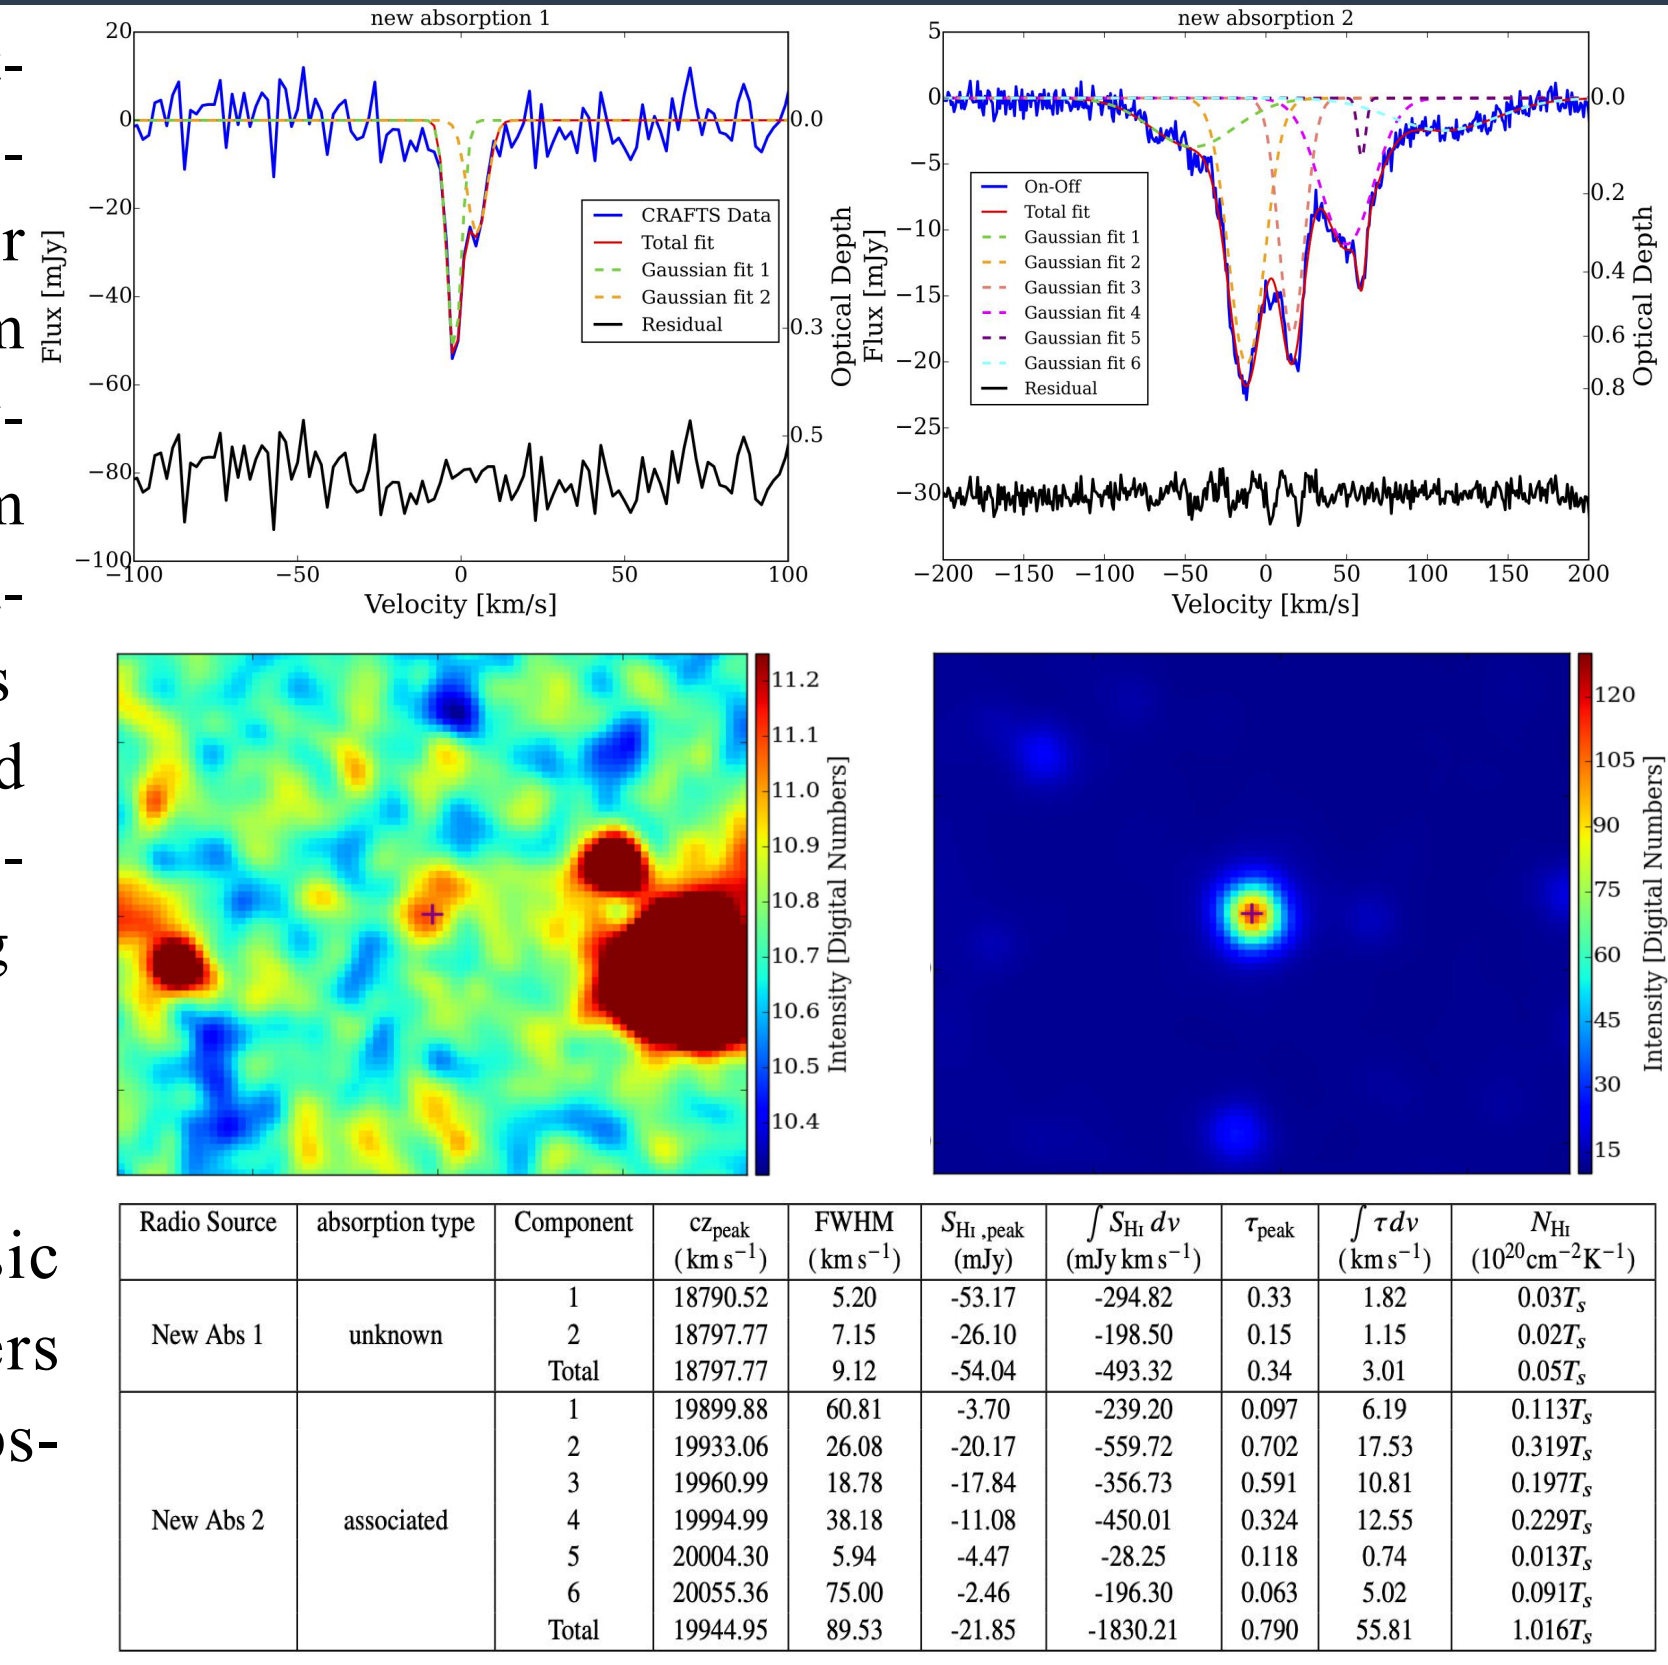 new absorption 1
20
0
−20
−40
−60
−80
−100
Flux [mJy]
CRAFTS Data
Total fit
Gaussian fit 1
Gaussian fit 2
Residual
0.0
0.3
0.5
Optical Depth
−100 −50 0 50 100
Velocity [km/s]
new absorption 2
5
0
−5
−10
−15
−20
−25
−30
Flux [mJy]
On-Off
Total fit
Gaussian fit 1
Gaussian fit 2
Gaussian fit 3
Gaussian fit 4
Gaussian fit 5
Gaussian fit 6
Residual
0.0
0.2
0.4
0.6
0.8
Optical Depth
−200 −150 −100 −50 0 50 100 150 200
Velocity [km/s]
11.2
11.1
11.0
10.9
10.8
10.7
10.6
10.5
10.4
Intensity [Digital Numbers]
120
105
90
75
60
45
30
15
Intensity [Digital Numbers]
Radio Source absorption type Component cz_peak FWHM S_HI,peak ∫ S_HI dv τ_peak ∫ τdv N_HI
(km s⁻¹) (km s⁻¹) (mJy) (mJy km s⁻¹) (km s⁻¹) (10²⁰cm⁻²K⁻¹)
1 18790.52 5.20 -53.17 -294.82 0.33 1.82 0.03Tₛ
New Abs 1 unknown 2 18797.77 7.15 -26.10 -198.50 0.15 1.15 0.02Tₛ
Total 18797.77 9.12 -54.04 -493.32 0.34 3.01 0.05Tₛ
1 19899.88 60.81 -3.70 -239.20 0.097 6.19 0.113Tₛ
2 19933.06 26.08 -20.17 -559.72 0.702 17.53 0.319Tₛ
3 19960.99 18.78 -17.84 -356.73 0.591 10.81 0.197Tₛ
New Abs 2 associated 4 19994.99 38.18 -11.08 -450.01 0.324 12.55 0.229Tₛ
5 20004.30 5.94 -4.47 -28.25 0.118 0.74 0.013Tₛ
6 20055.36 75.00 -2.46 -196.30 0.063 5.02 0.091Tₛ
Total 19944.95 89.53 -21.85 -1830.21 0.790 55.81 1.016Tₛ